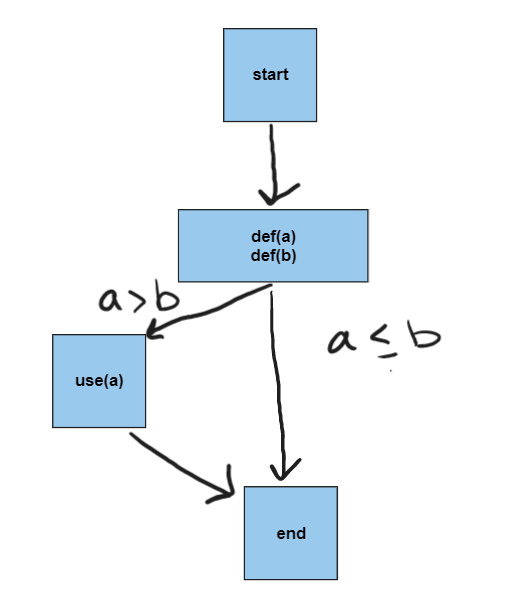 start
def(a)
def(b)
a>b
a≤b
use(a)
end